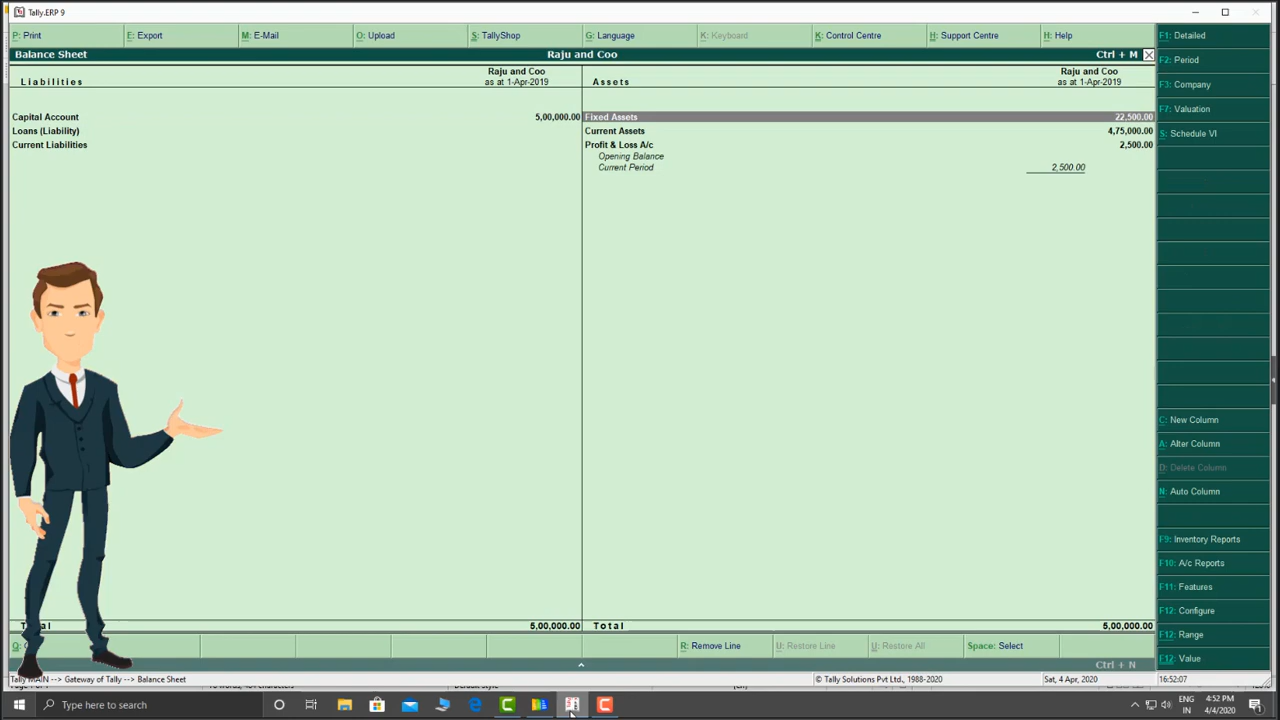 Tally.ERP 9
P: Print
E: Export
M: E-Mail
O: Upload
S: TallyShop
G: Language
K: Keyboard
K: Control Centre
H: Support Centre
H: Help
Balance Sheet
Raju and Coo
Ctrl + M
Liabilities
Raju and Coo
as at 1-Apr-2019
Assets
Raju and Coo
as at 1-Apr-2019
Capital Account 5,00,000.00
Loans (Liability)
Current Liabilities
Fixed Assets 22,500.00
Current Assets 4,75,000.00
Profit & Loss A/c 2,500.00
Opening Balance
Current Period 2,500.00
Total 5,00,000.00
Total 5,00,000.00
F1: Detailed
F2: Period
F3: Company
F7: Valuation
S: Schedule VI
C: New Column
A: Alter Column
D: Delete Column
N: Auto Column
F9: Inventory Reports
F10: A/c Reports
F11: Features
F12: Configure
F12: Range
F12: Value
Q:
R: Remove Line
U: Restore Line
U: Restore All
Space: Select
Ctrl + N
Tally MAIN --> Gateway of Tally --> Balance Sheet
© Tally Solutions Pvt Ltd., 1988-2020
Sat, 4 Apr, 2020
16:52:07
Type here to search
ENG
IN
4:52 PM
4/4/2020